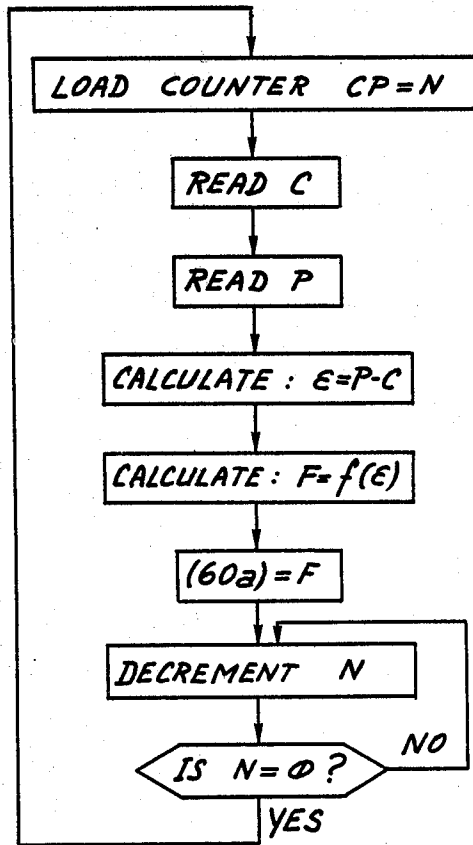 LOAD COUNTER CP=N
READ C
READ P
CALCULATE: ε=P-C
CALCULATE: F=f(ε)
(60a)=F
DECREMENT N
IS N=Φ?
NO
YES